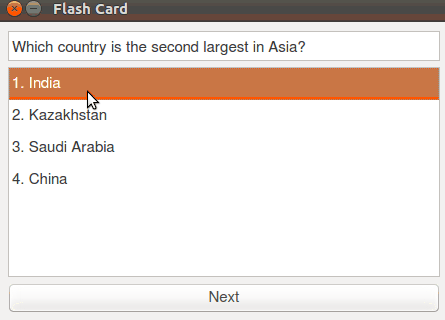 Flash Card
Which country is the second largest in Asia?
1. India
2. Kazakhstan
3. Saudi Arabia
4. China
Next